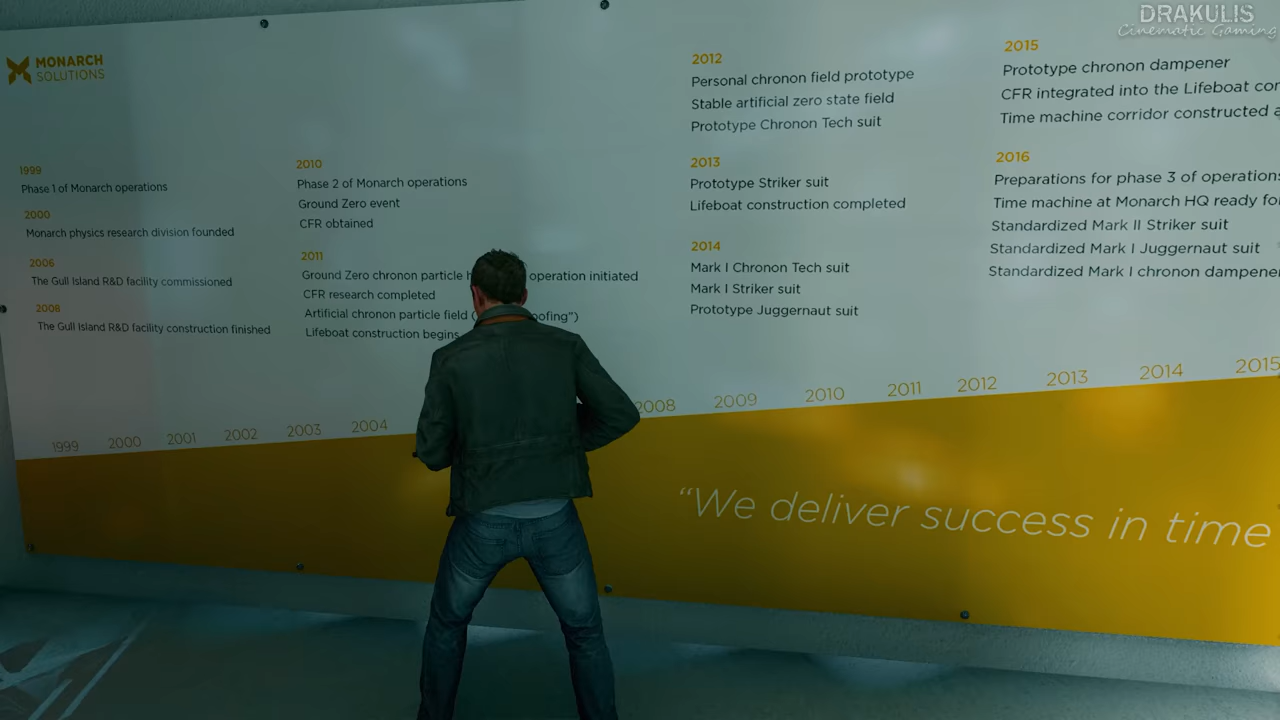 DRAKULIS
Cinematic Gaming
MONARCH
SOLUTIONS
1999
Phase 1 of Monarch operations
2000
Monarch physics research division founded
2006
The Gull Island R&D facility commissioned
2008
The Gull Island R&D facility construction finished
2010
Phase 2 of Monarch operations
Ground Zero event
CFR obtained
2011
Ground Zero chronon particle operation initiated
CFR research completed
Artificial chronon particle field
Lifeboat construction begins
2012
Personal chronon field prototype
Stable artificial zero state field
Prototype Chronon Tech suit
2013
Prototype Striker suit
Lifeboat construction completed
2014
Mark I Chronon Tech suit
Mark I Striker suit
Prototype Juggernaut suit
2015
Prototype chronon dampener
CFR integrated into the Lifeboat
Time machine corridor constructed
2016
Preparations for phase 3 of operations
Time machine at Monarch HQ ready
Standardized Mark II Striker suit
Standardized Mark I Juggernaut suit
Standardized Mark I chronon
1999 2000 2001 2002 2003 2004 2008 2009 2010 2011 2012 2013 2014 2015
"We deliver success in time